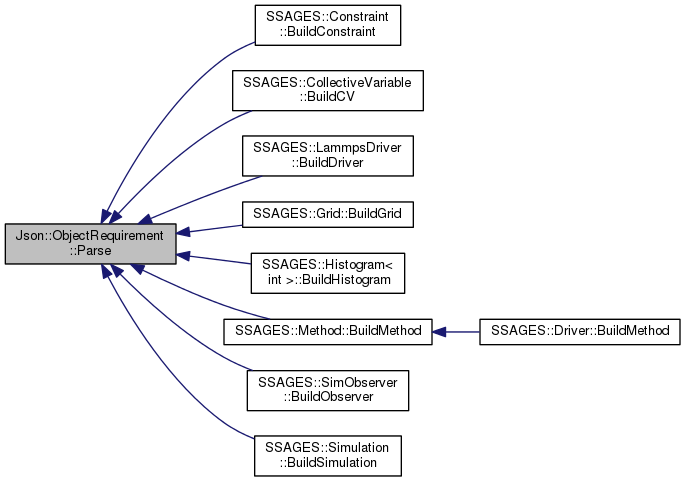 SSAGES::Constraint
::BuildConstraint
SSAGES::CollectiveVariable
::BuildCV
SSAGES::LammpsDriver
::BuildDriver
SSAGES::Grid::BuildGrid
Json::ObjectRequirement
::Parse
SSAGES::Histogram<
int >::BuildHistogram
SSAGES::Method::BuildMethod
SSAGES::Driver::BuildMethod
SSAGES::SimObserver
::BuildObserver
SSAGES::Simulation
::BuildSimulation